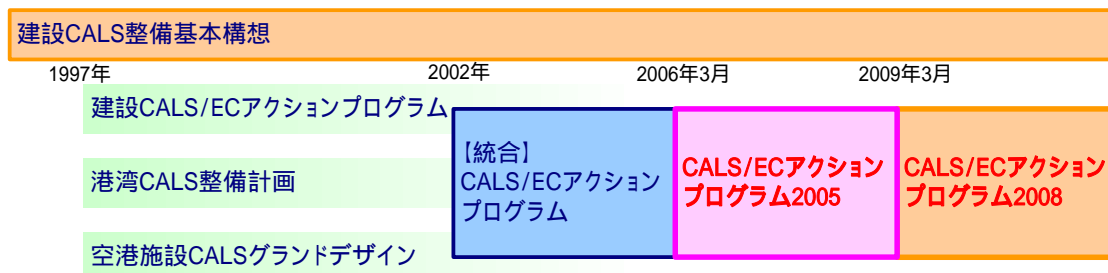 建設CALS整備基本構想
1997年
2002年
2006年3月
2009年3月
建設CALS/ECアクションプログラム
港湾CALS整備計画
空港施設CALSグランドデザイン
【統合】
CALS/ECアクション
プログラム
CALS/ECアクション
プログラム2005
CALS/ECアクション
プログラム2008